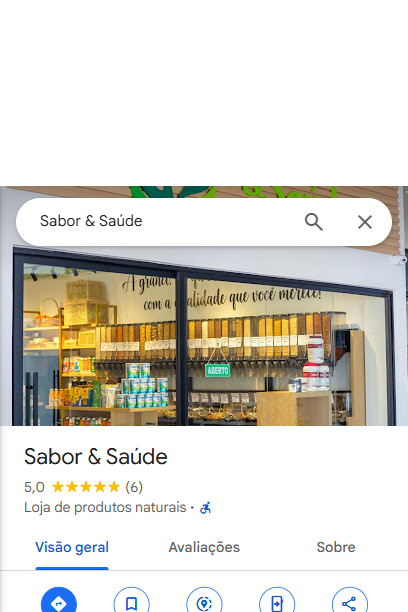 Sabor & Saúde
A granel
com a qualidade que você merece!
ABERTO
Sabor & Saúde
5,0 (6)
Loja de produtos naturais ·
Visão geral
Avaliações
Sobre